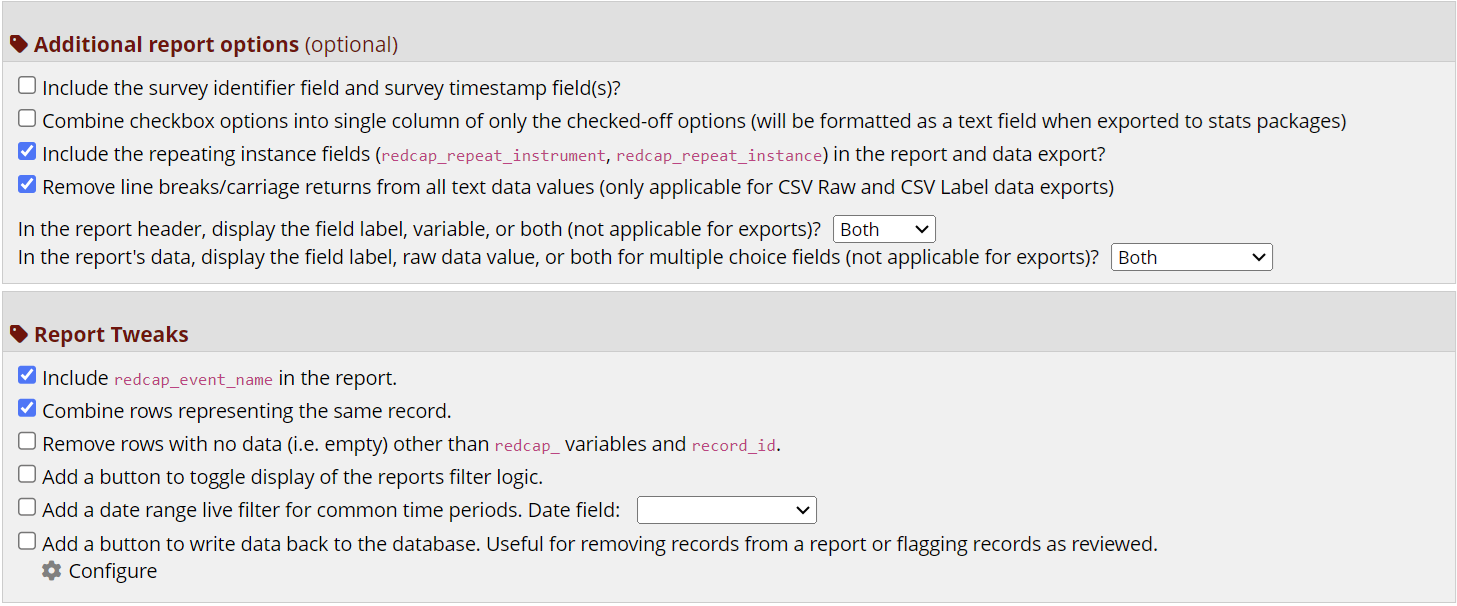 Additional report options (optional)
Include the survey identifier field and survey timestamp field(s)?
Combine checkbox options into single column of only the checked-off options (will be formatted as a text field when exported to stats packages)
Include the repeating instance fields (redcap_repeat_instrument, redcap_repeat_instance) in the report and data export?
Remove line breaks/carriage returns from all text data values (only applicable for CSV Raw and CSV Label data exports)
In the report header, display the field label, variable, or both (not applicable for exports)? Both
In the report's data, display the field label, raw data value, or both for multiple choice fields (not applicable for exports)? Both
Report Tweaks
Include redcap_event_name in the report.
Combine rows representing the same record.
Remove rows with no data (i.e. empty) other than redcap_ variables and record_id.
Add a button to toggle display of the reports filter logic.
Add a date range live filter for common time periods. Date field:
Add a button to write data back to the database. Useful for removing records from a report or flagging records as reviewed.
Configure